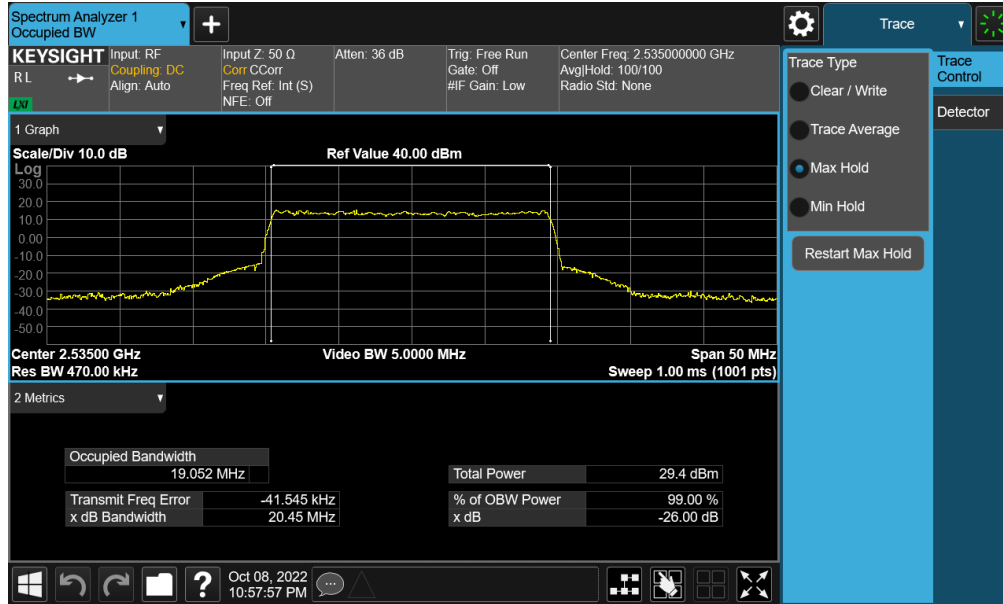 Spectrum Analyzer 1
Occupied BW
+
Trace
KEYSIGHT
R L
LXI
Input: RF
Coupling: DC
Align: Auto
Input Z: 50 Ω
Corr CCorr
Freq Ref: Int (S)
NFE: Off
Atten: 36 dB
Trig: Free Run
Gate: Off
#IF Gain: Low
Center Freq: 2.535000000 GHz
Avg|Hold: 100/100
Radio Std: None
1 Graph
Scale/Div 10.0 dB
Ref Value 40.00 dBm
Log
30.0
20.0
10.0
0.00
-10.0
-20.0
-30.0
-40.0
-50.0
Center 2.53500 GHz
Video BW 5.0000 MHz
Span 50 MHz
Res BW 470.00 kHz
Sweep 1.00 ms (1001 pts)
2 Metrics
Occupied Bandwidth
19.052 MHz
Transmit Freq Error -41.545 kHz
x dB Bandwidth 20.45 MHz
Total Power 29.4 dBm
% of OBW Power 99.00 %
x dB -26.00 dB
Trace Type
Clear / Write
Trace Average
Max Hold
Min Hold
Restart Max Hold
Trace
Control
Detector
?
Oct 08, 2022
10:57:57 PM